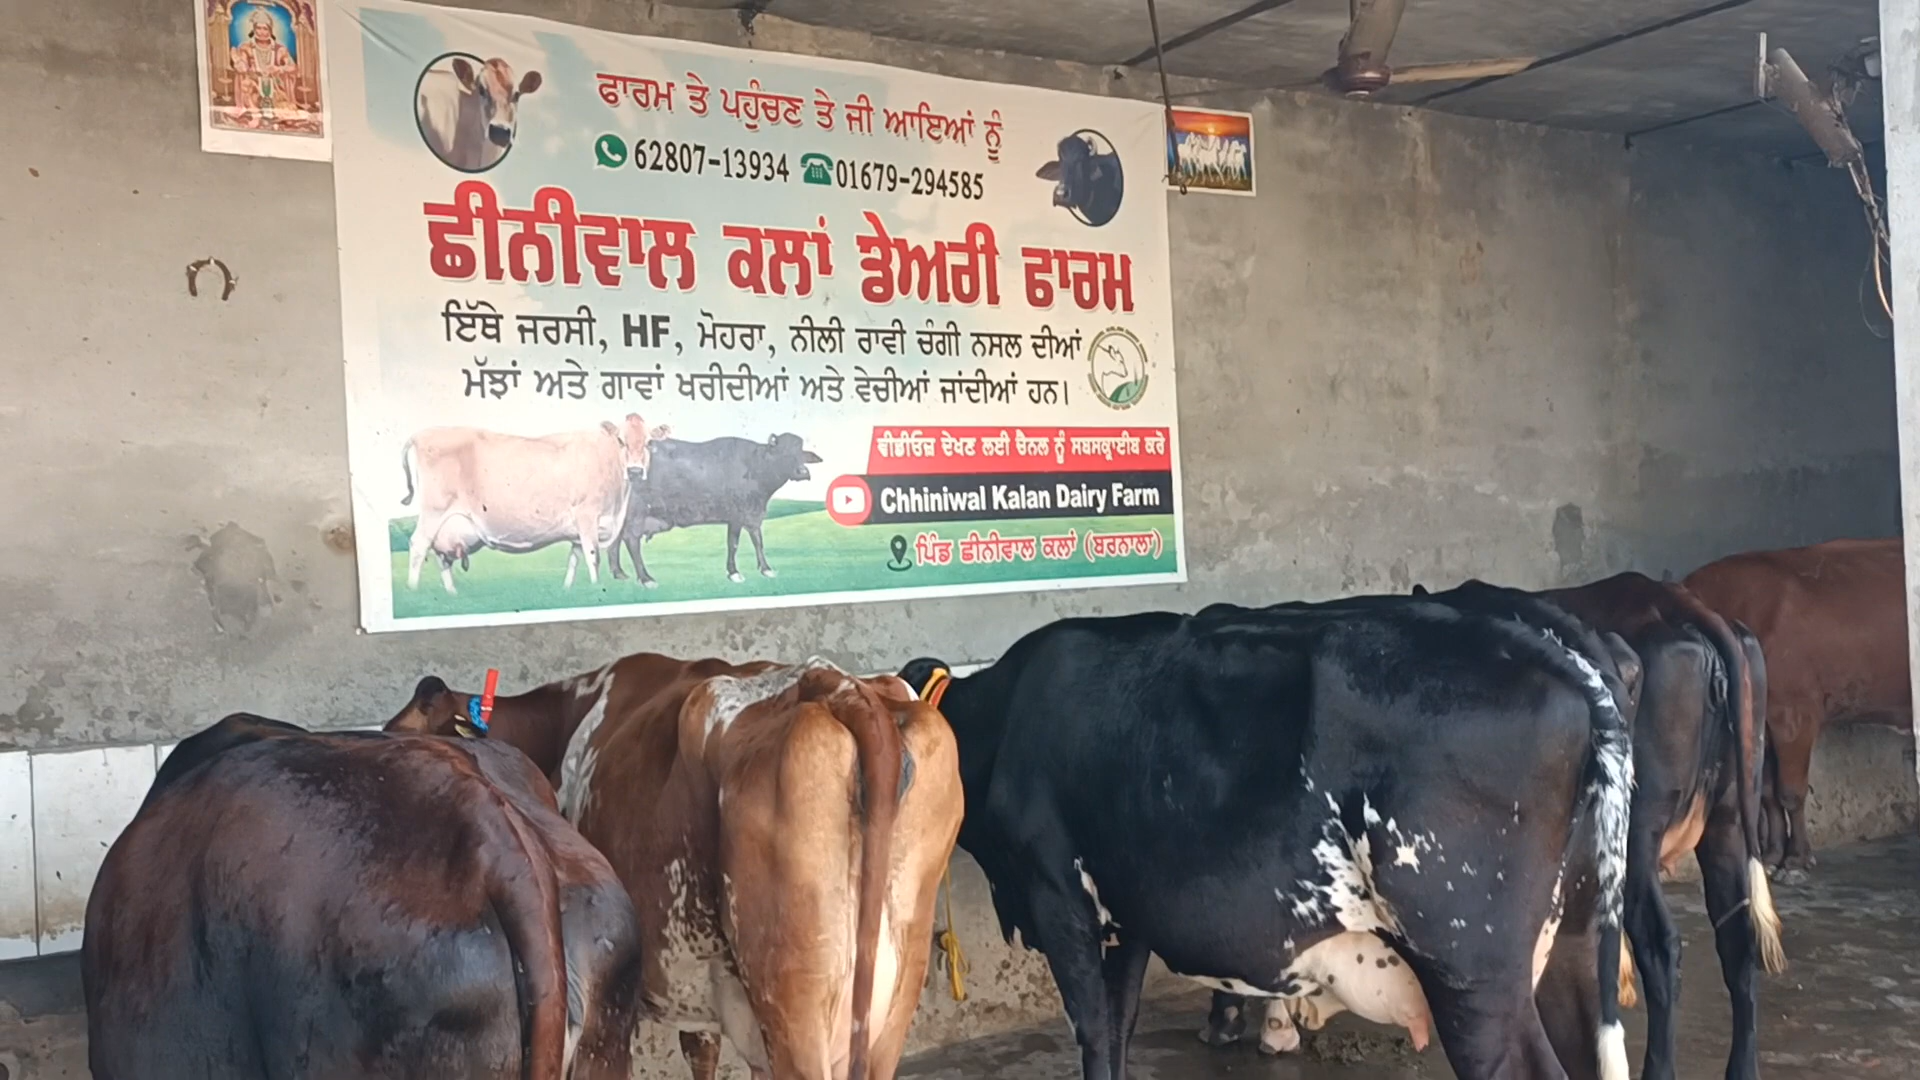 ਫਾਰਮ ਤੇ ਪਹੁੰਚਣ ਤੇ ਜੀ ਆਇਆਂ ਨੂੰ
62807-13934 01679-294585
ਛੀਨੀਵਾਲ ਕਲਾਂ ਡੇਅਰੀ ਫਾਰਮ
ਇੱਥੇ ਜਰਸੀ, HF, ਮੋਹਰਾ, ਨੀਲੀ ਰਾਵੀ ਚੰਗੀ ਨਸਲ ਦੀਆਂ
ਮੱਝਾਂ ਅਤੇ ਗਾਵਾਂ ਖਰੀਦੀਆਂ ਅਤੇ ਵੇਚੀਆਂ ਜਾਂਦੀਆਂ ਹਨ।
ਵੀਡੀਓਜ਼ ਦੇਖਣ ਲਈ ਚੈਨਲ ਨੂੰ ਸਬਸਕ੍ਰਾਈਬ ਕਰੋ
Chhiniwal Kalan Dairy Farm
ਪਿੰਡ ਛੀਨੀਵਾਲ ਕਲਾਂ (ਬਰਨਾਲਾ)